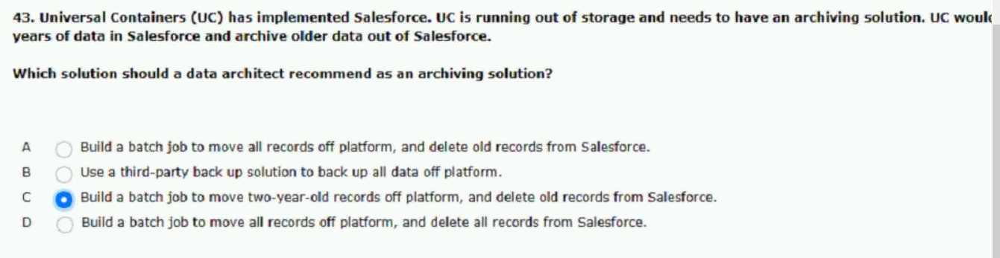 43. Universal Containers (UC) has implemented Salesforce. UC is running out of storage and needs to have an archiving solution. UC
years of data in Salesforce and archive older data out of Salesforce.
Which solution should a data architect recommend as an archiving solution?
A Build a batch job to move all records off platform, and delete old records from Salesforce.
B Use a third-party back up solution to back up all data off platform.
C Build a batch job to move two-year-old records off platform, and delete old records from Salesforce.
D Build a batch job to move all records off platform, and delete all records from Salesforce.